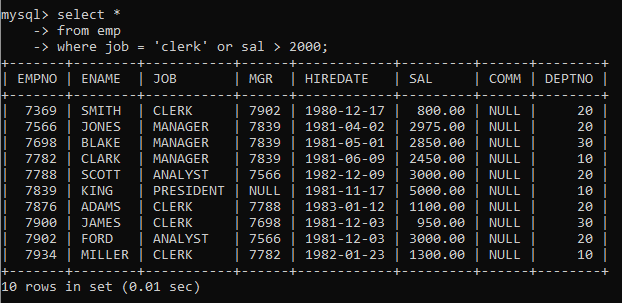 mysql> select *
    -> from emp
    -> where job = 'clerk' or sal > 2000;
+-------+--------+-----------+------+------------+---------+------+--------+
| EMPNO | ENAME  | JOB       | MGR  | HIREDATE   | SAL     | COMM | DEPTNO |
+-------+--------+-----------+------+------------+---------+------+--------+
|  7369 | SMITH  | CLERK     | 7902 | 1980-12-17 |  800.00 | NULL |     20 |
|  7566 | JONES  | MANAGER   | 7839 | 1981-04-02 | 2975.00 | NULL |     20 |
|  7698 | BLAKE  | MANAGER   | 7839 | 1981-05-01 | 2850.00 | NULL |     30 |
|  7782 | CLARK  | MANAGER   | 7839 | 1981-06-09 | 2450.00 | NULL |     10 |
|  7788 | SCOTT  | ANALYST   | 7566 | 1982-12-09 | 3000.00 | NULL |     20 |
|  7839 | KING   | PRESIDENT | NULL | 1981-11-17 | 5000.00 | NULL |     10 |
|  7876 | ADAMS  | CLERK     | 7788 | 1983-01-12 | 1100.00 | NULL |     20 |
|  7900 | JAMES  | CLERK     | 7698 | 1981-12-03 |  950.00 | NULL |     30 |
|  7902 | FORD   | ANALYST   | 7566 | 1981-12-03 | 3000.00 | NULL |     20 |
|  7934 | MILLER | CLERK     | 7782 | 1982-01-23 | 1300.00 | NULL |     10 |
+-------+--------+-----------+------+------------+---------+------+--------+
10 rows in set (0.01 sec)